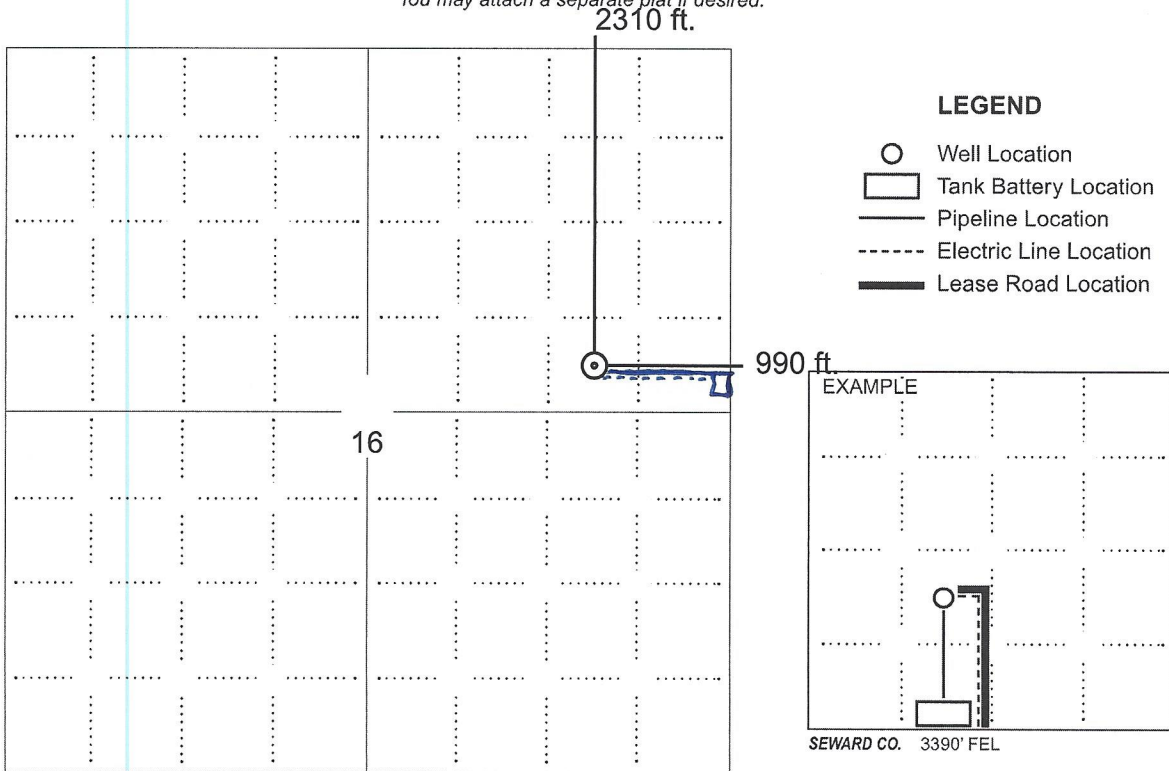 You may attach a separate plat if desired.
2310 ft.
LEGEND
Well Location
Tank Battery Location
Pipeline Location
Electric Line Location
Lease Road Location
990 ft.
EXAMPLE
16
SEWARD CO. 3390' FEL